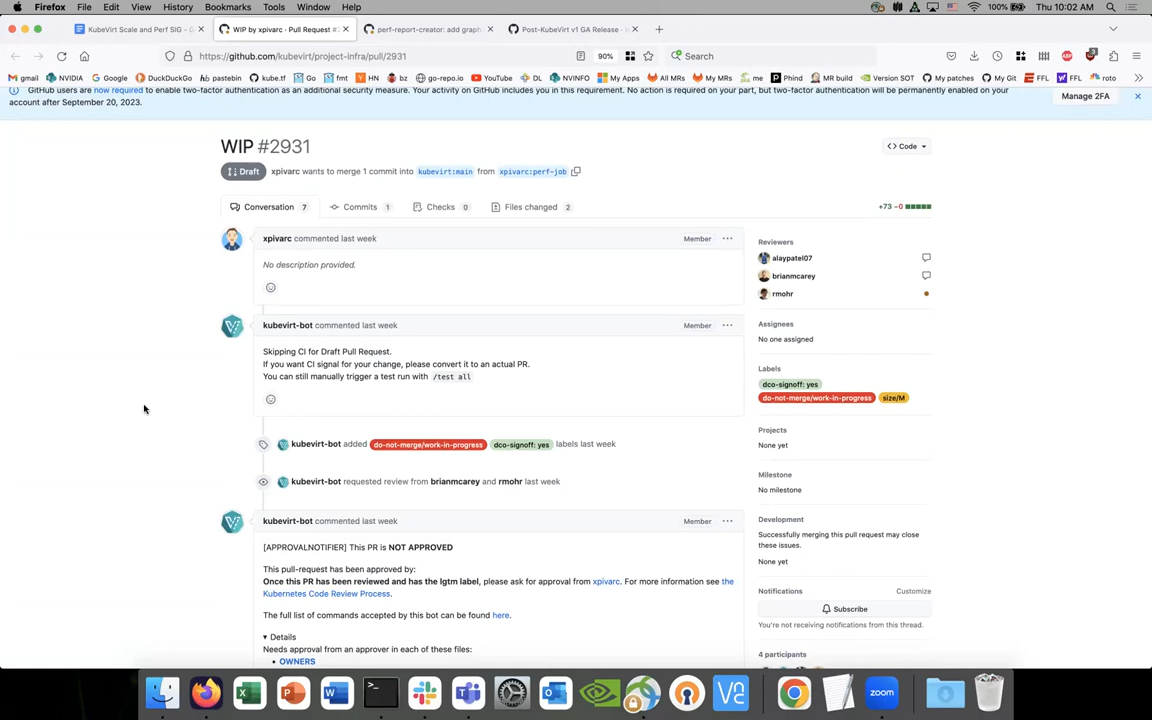 Firefox File Edit View History Bookmarks Tools Window Help
100% Thu 10:02 AM
KubeVirt Scale and Perf SIG - G
WIP by xpivarc · Pull Request #2
perf-report-creator: add graph
Post-KubeVirt v1 GA Release -
https://github.com/kubevirt/project-infra/pull/2931
90%
Search
gmail NVIDIA Google DuckDuckGo pastebin kube.tf Go fmt HN bz go-repo.io YouTube DL NVINFO My Apps All MRs My MRs me Phind MR build Version SOT My patches My Git FFL FFL roto
GitHub users are now required to enable two-factor authentication as an additional security measure. Your activity on GitHub includes you in this requirement. No action is required on your part, but two-factor authentication will be permanently enabled on
account after September 20, 2023.
Manage 2FA
WIP #2931
Code
Draft xpivarc wants to merge 1 commit into kubevirt:main from xpivarc:perf-job
Conversation 7 Commits 1 Checks 0 Files changed 2
+73 −0
xpivarc commented last week
Member
No description provided.
kubevirt-bot commented last week
Member
Skipping CI for Draft Pull Request.
If you want CI signal for your change, please convert it to an actual PR.
You can still manually trigger a test run with /test all
kubevirt-bot added do-not-merge/work-in-progress dco-signoff: yes labels last week
kubevirt-bot requested review from brianmcarey and rmohr last week
kubevirt-bot commented last week
Member
[APPROVALNOTIFIER] This PR is NOT APPROVED
This pull-request has been approved by:
Once this PR has been reviewed and has the lgtm label, please ask for approval from xpivarc. For more information see the
Kubernetes Code Review Process.
The full list of commands accepted by this bot can be found here.
Details
Needs approval from an approver in each of these files:
OWNERS
Reviewers
alaypatel07
brianmcarey
rmohr
Assignees
No one assigned
Labels
dco-signoff: yes
do-not-merge/work-in-progress size/M
Projects
None yet
Milestone
No milestone
Development
Successfully merging this pull request may close
these issues.
None yet
Notifications
Customize
Subscribe
You're not receiving notifications from this thread.
4 participants
zoom